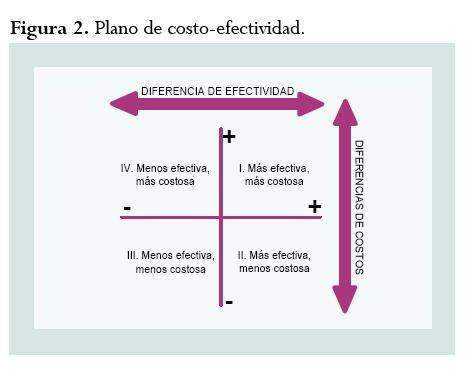 Figura 2. Plano de costo-efectividad.
DIFERENCIA DE EFECTIVIDAD
+
IV. Menos efectiva,
más costosa
I. Más efectiva,
más costosa
DIFERENCIAS DE COSTOS
-
+
III. Menos efectiva,
menos costosa
II. Más efectiva,
menos costosa
-